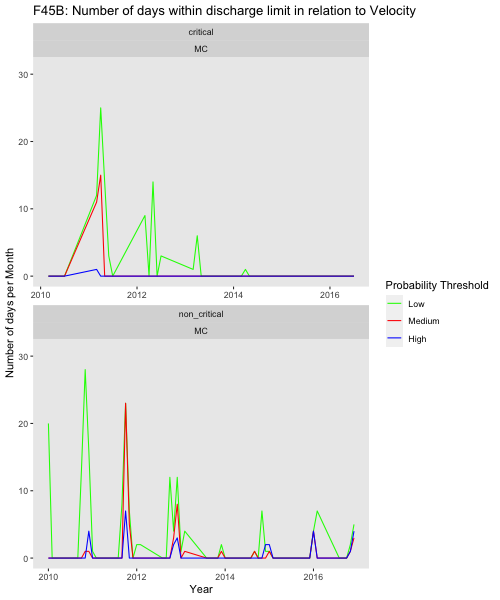 F45B: Number of days within discharge limit in relation to Velocity
critical
MC
30
20
10
0
2010 2012 2014 2016
non_critical
MC
30
20
10
0
2010 2012 2014 2016
Number of days per Month
Year
Probability Threshold
Low
Medium
High